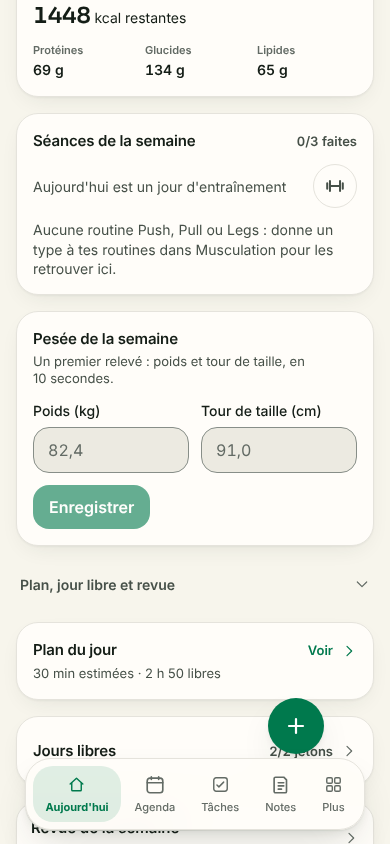 1448 kcal restantes
Protéines Glucides Lipides
69 g 134 g 65 g
Séances de la semaine 0/3 faites
Aujourd'hui est un jour d'entraînement
Aucune routine Push, Pull ou Legs : donne un
type à tes routines dans Musculation pour les
retrouver ici.
Pesée de la semaine
Un premier relevé : poids et tour de taille, en
10 secondes.
Poids (kg) Tour de taille (cm)
82,4 91,0
Enregistrer
Plan, jour libre et revue
Plan du jour Voir
30 min estimées · 2 h 50 libres
Jours libres 2/2 jetons
Aujourd'hui Agenda Tâches Notes Plus
Revue de la semaine